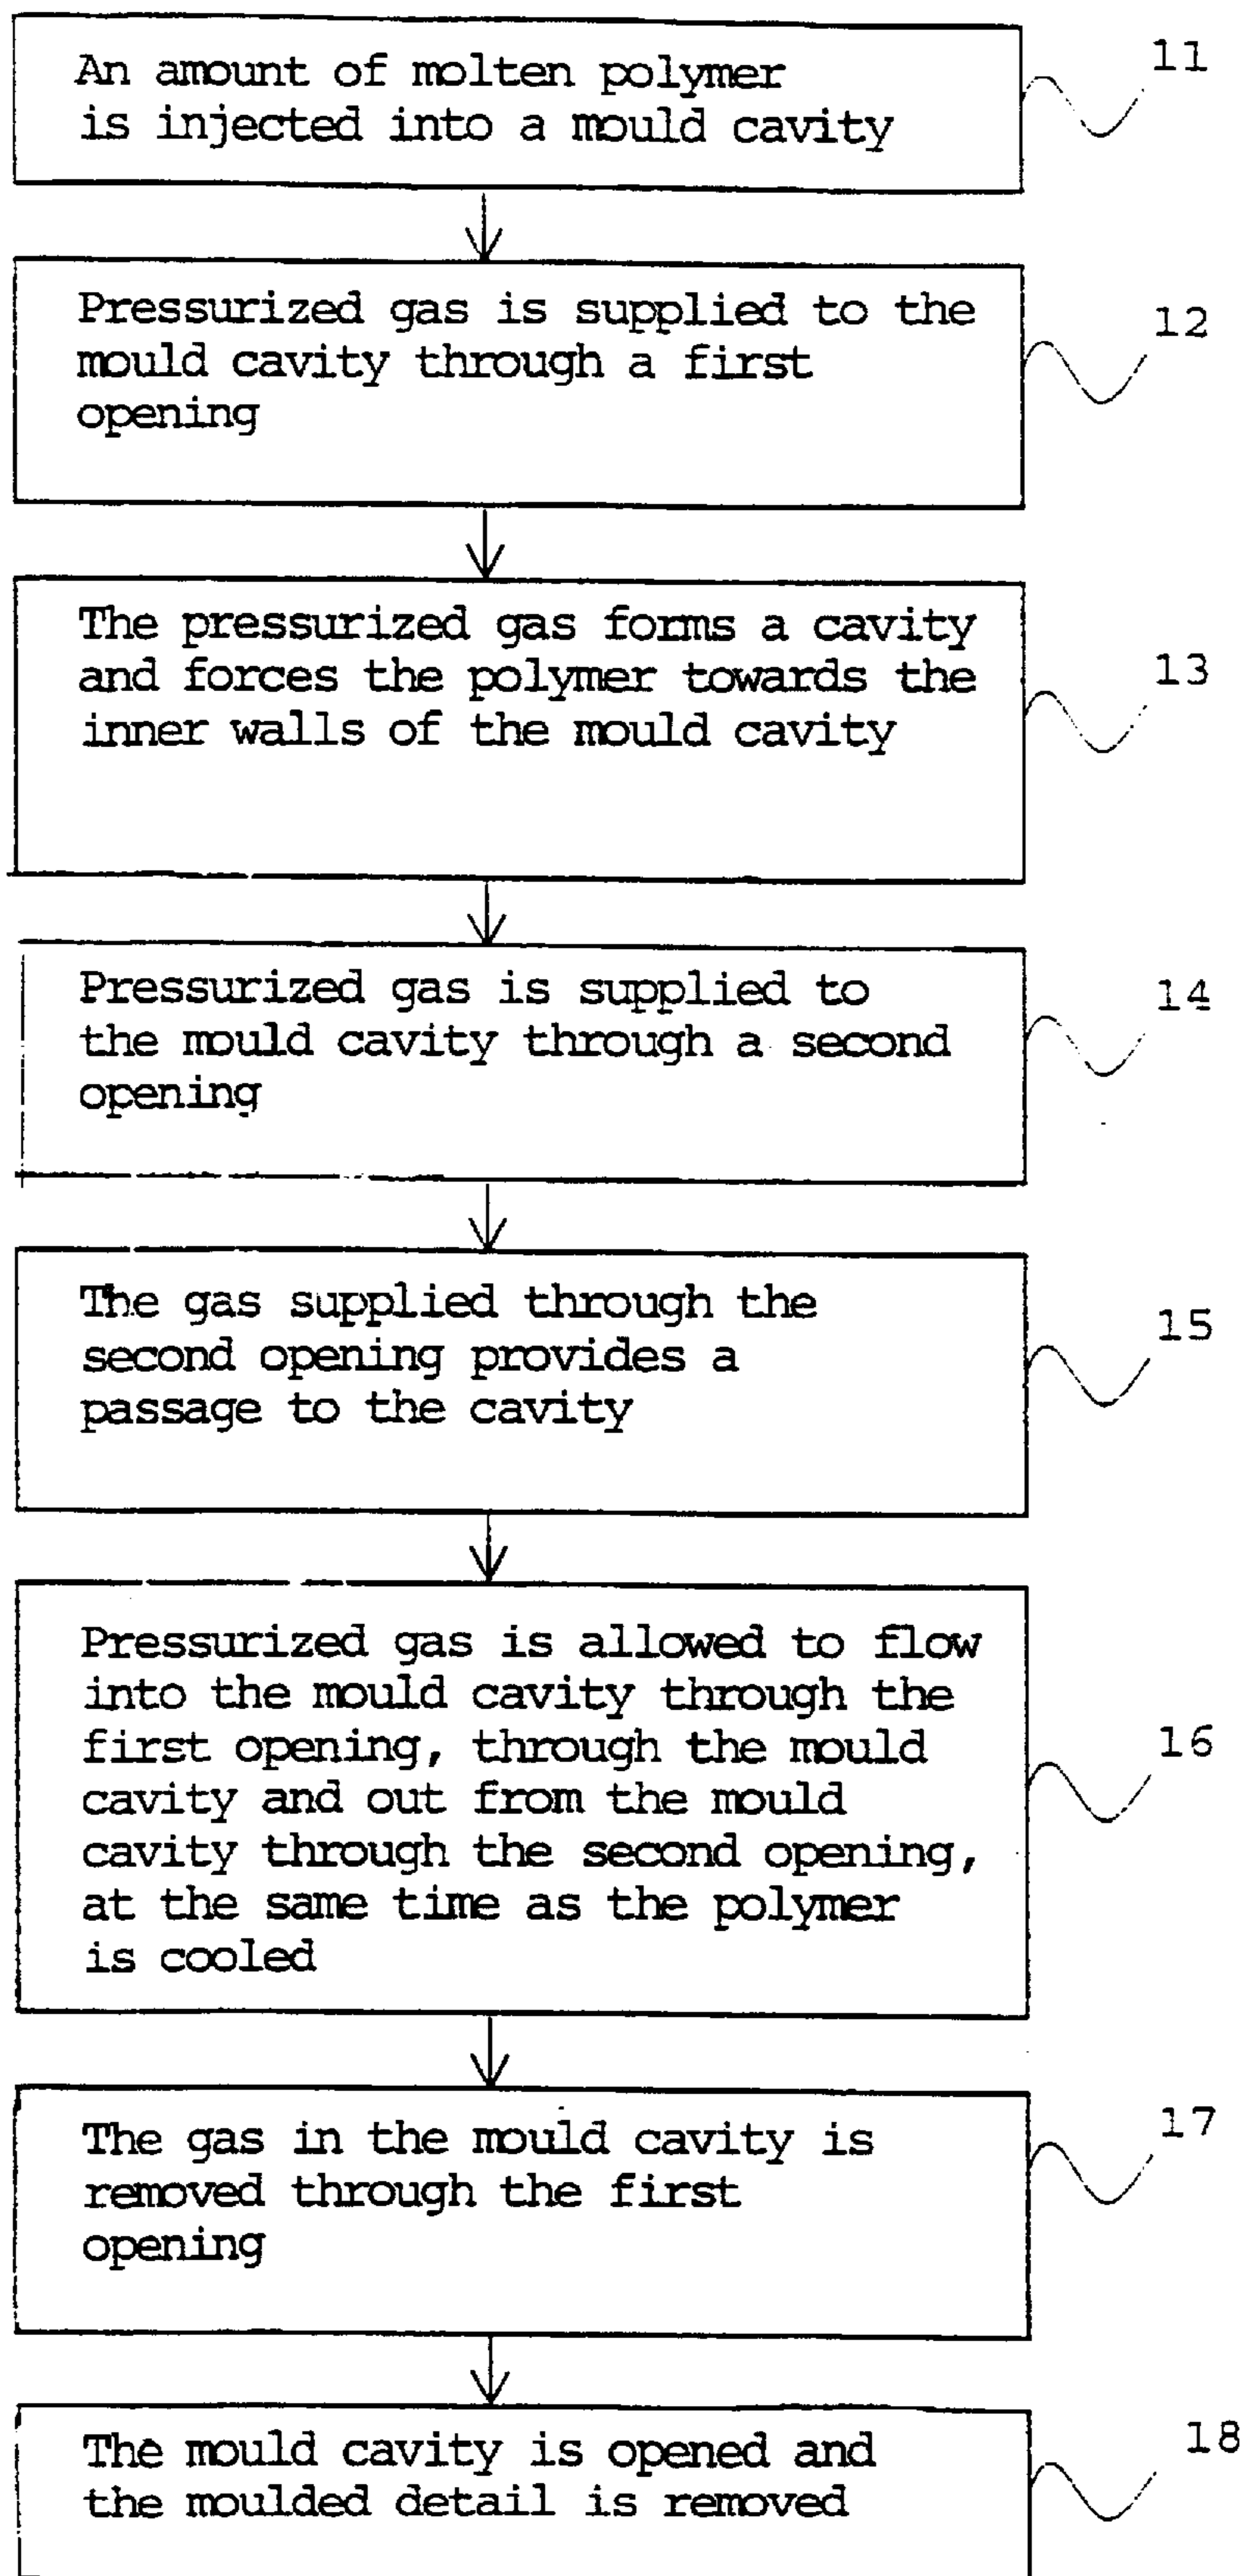 An amount of molten polymer
is injected into a mould cavity
11
Pressurized gas is supplied to the
mould cavity through a first
opening
12
The pressurized gas forms a cavity
and forces the polymer towards the
inner walls of the mould cavity
13
Pressurized gas is supplied to
the mould cavity through a second
opening
14
The gas supplied through the
second opening provides a
passage to the cavity
15
Pressurized gas is allowed to flow
into the mould cavity through the
first opening, through the mould
cavity and out from the mould
cavity through the second opening,
at the same time as the polymer
is cooled
16
The gas in the mould cavity is
removed through the first
opening
17
The mould cavity is opened and
the moulded detail is removed
18